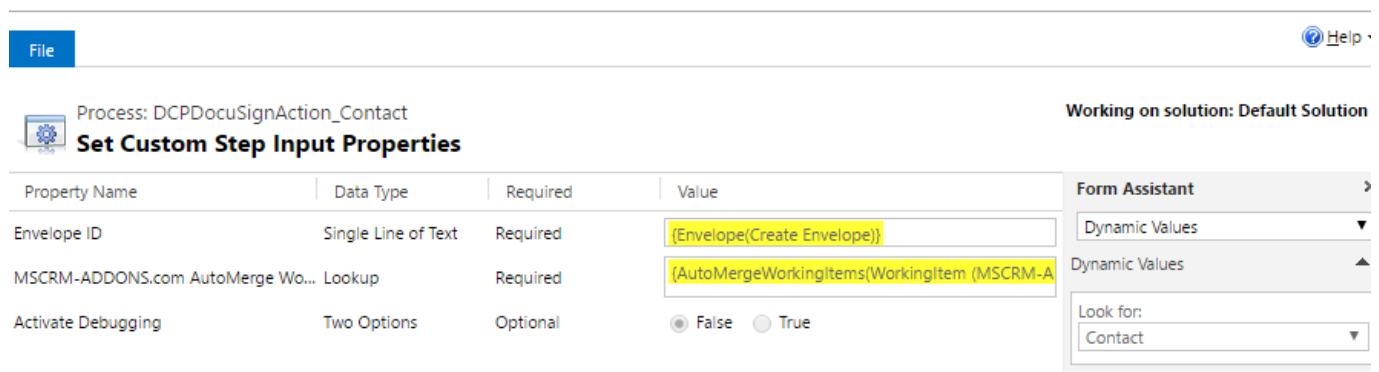 Help
File
Process: DCPDocuSignAction_Contact
Working on solution: Default Solution
Set Custom Step Input Properties
Property Name Data Type Required Value
Form Assistant
Envelope ID Single Line of Text Required {Envelope(Create Envelope)}
Dynamic Values
MSCRM-ADDONS.com AutoMerge Wo... Lookup Required {AutoMergeWorkingItems(WorkingItem (MSCRM-A
Dynamic Values
Activate Debugging Two Options Optional False True
Look for:
Contact